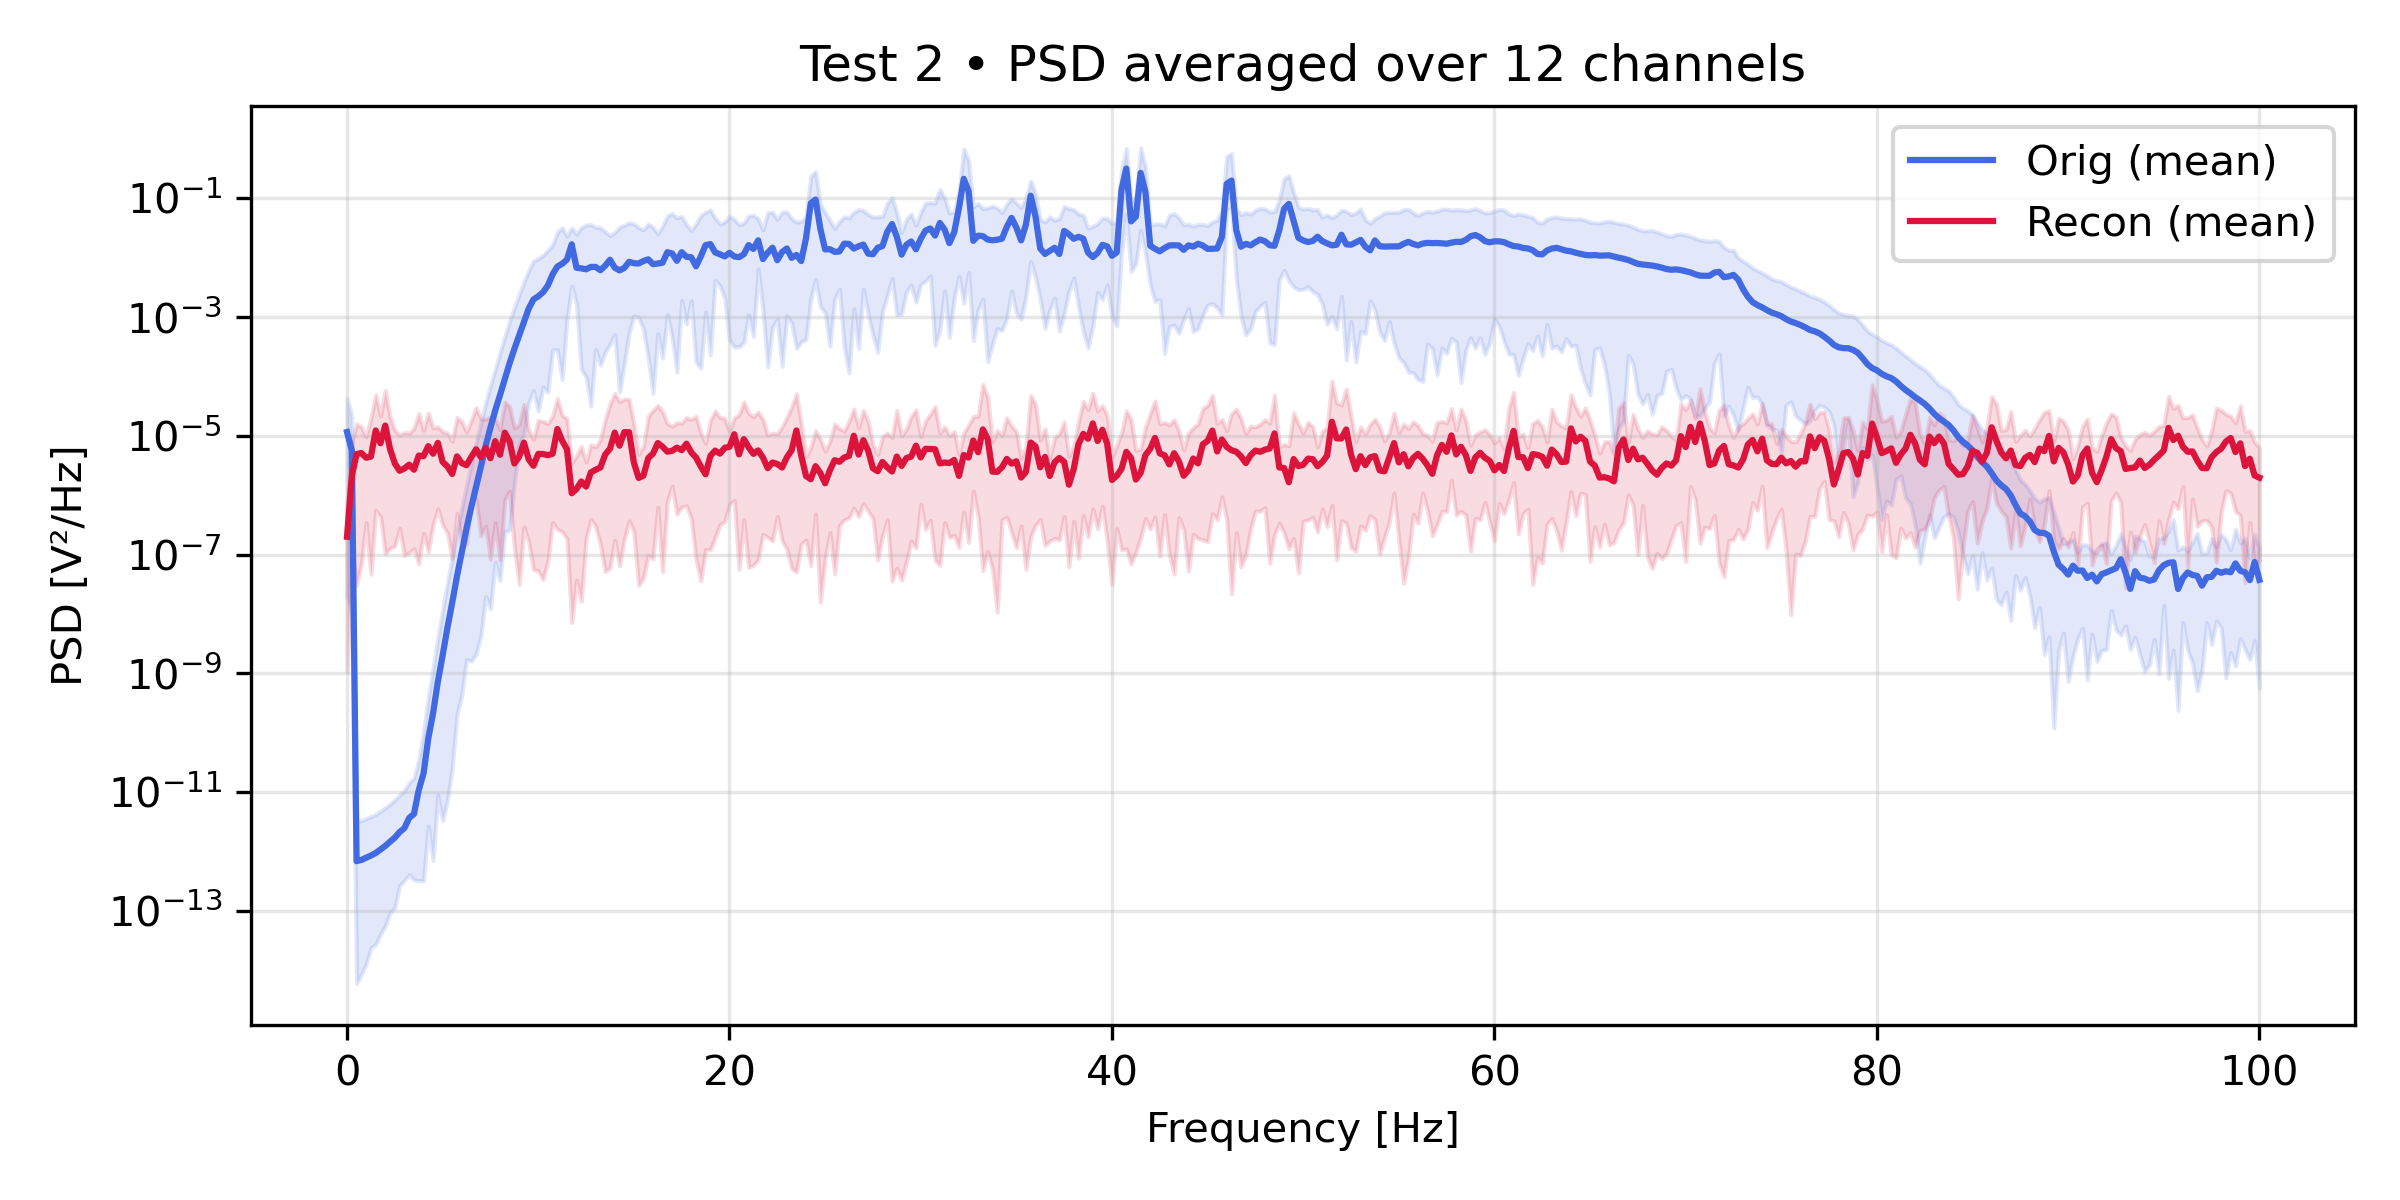 Test 2 • PSD averaged over 12 channels
Orig (mean)
Recon (mean)
PSD [V²/Hz]
10⁻¹
10⁻³
10⁻⁵
10⁻⁷
10⁻⁹
10⁻¹¹
10⁻¹³
0 20 40 60 80 100
Frequency [Hz]